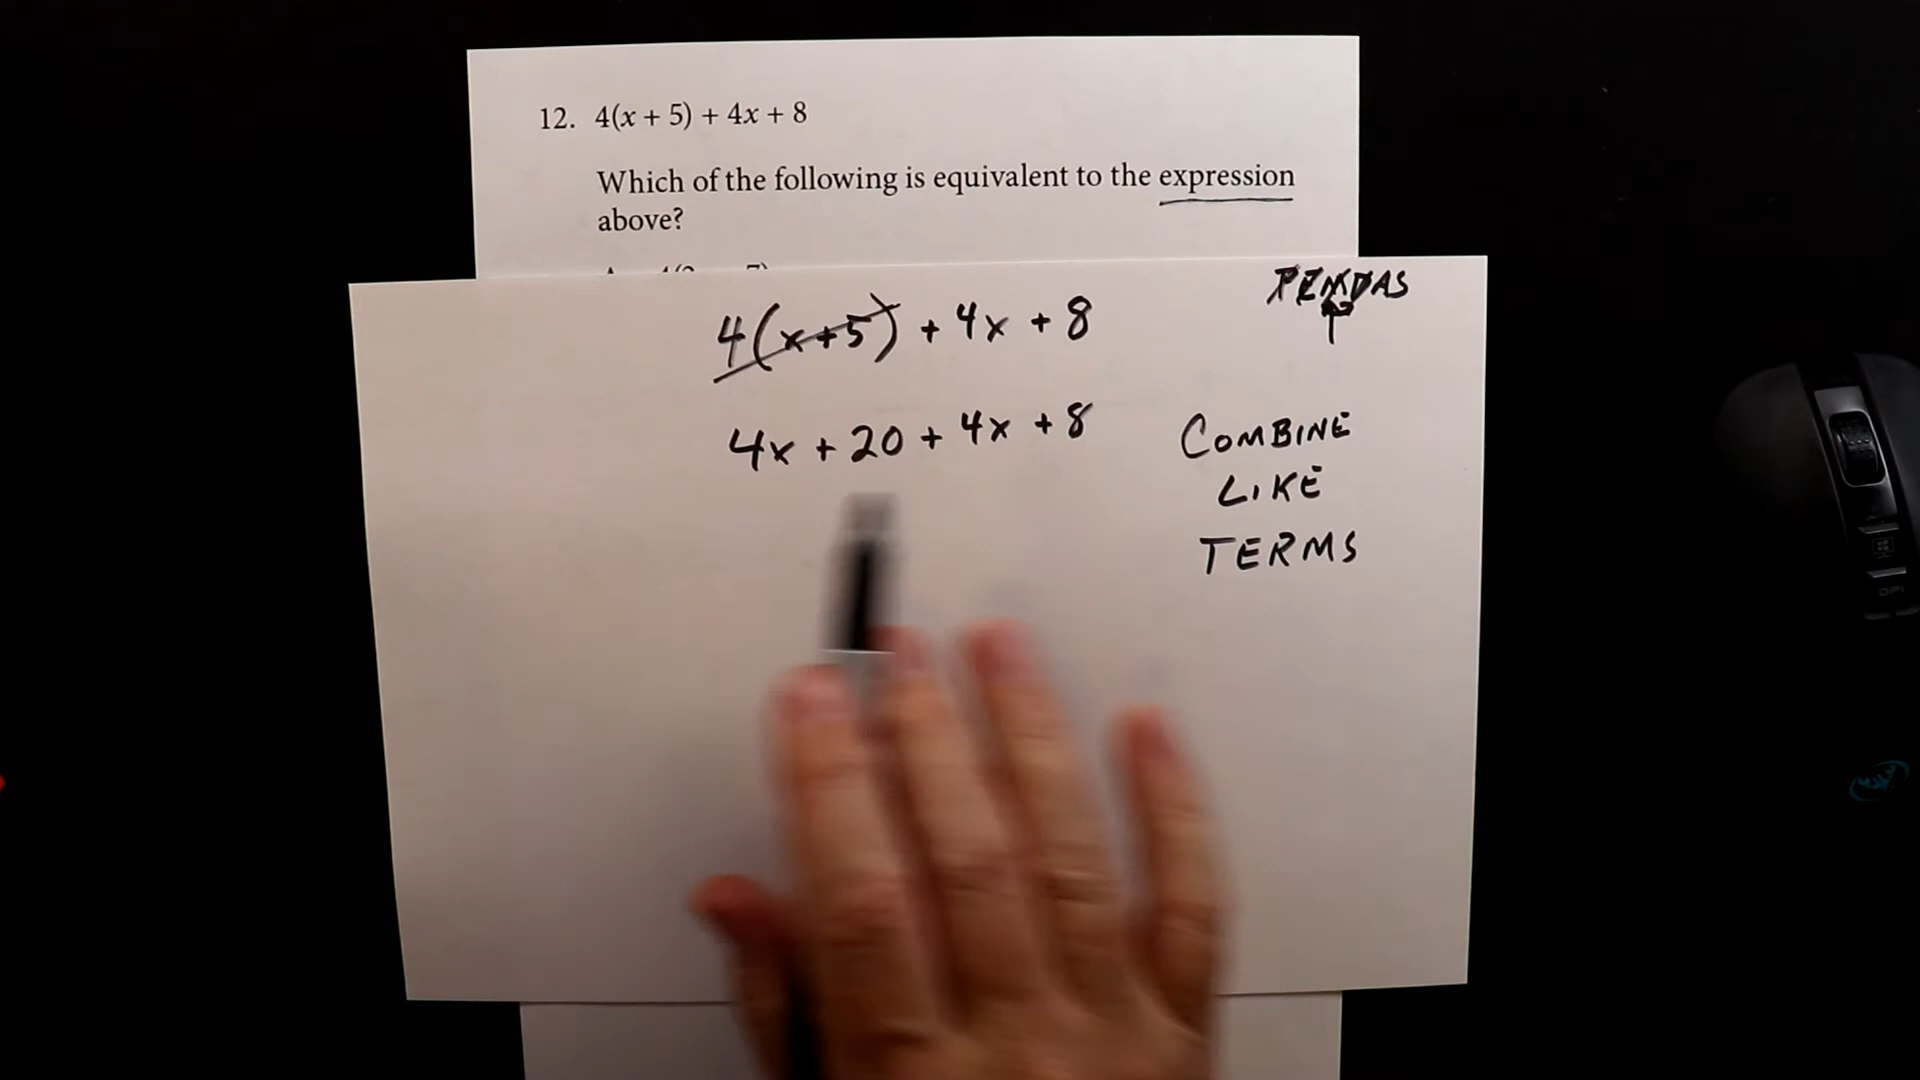 12. 4(x + 5) + 4x + 8
Which of the following is equivalent to the expression
above?
PEMDAS
4(x+5) + 4x + 8
4x + 20 + 4x + 8
COMBINE
LIKE
TERMS
DPI